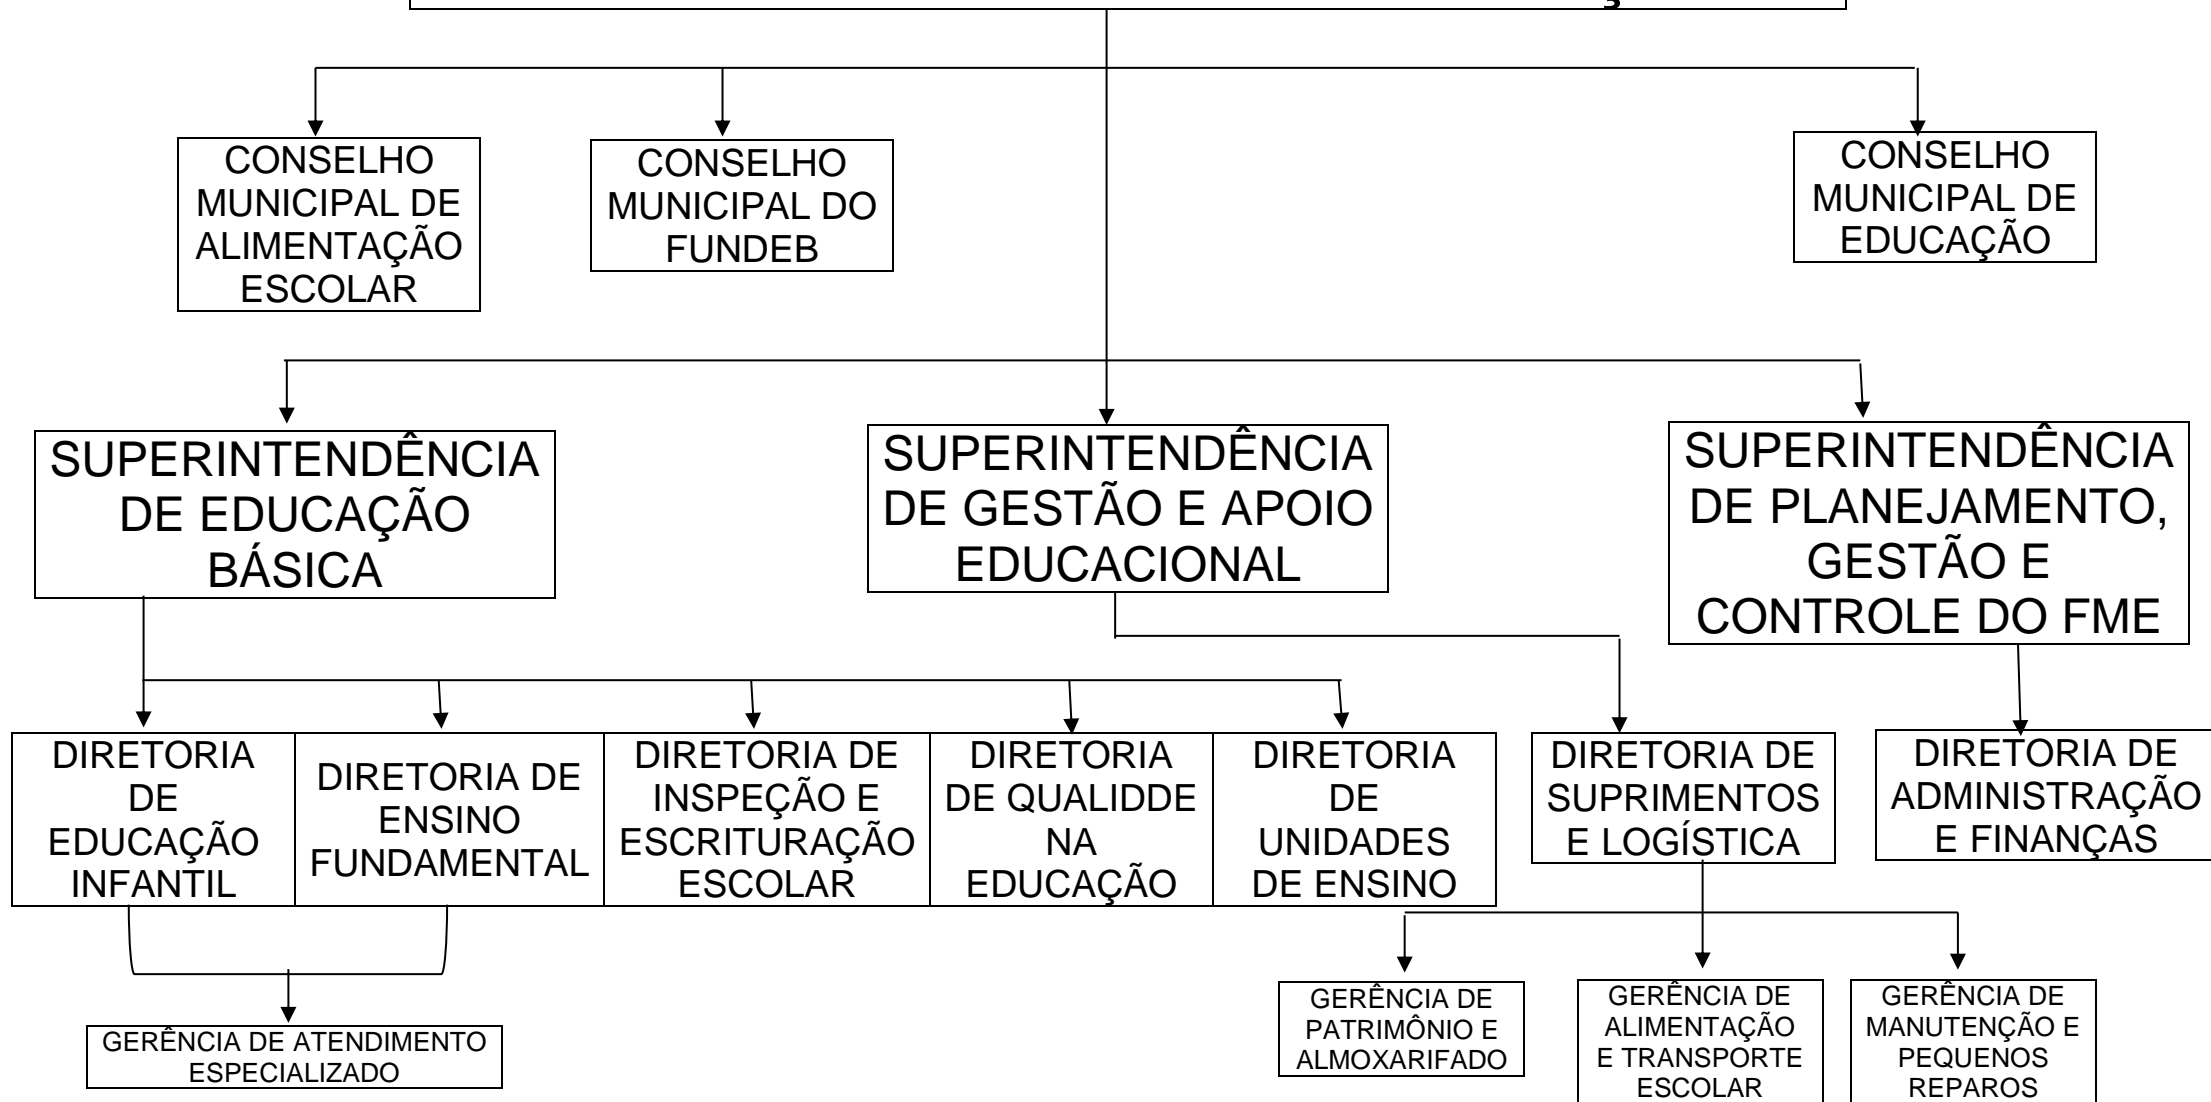 CONSELHO
MUNICIPAL DE
ALIMENTAÇÃO
ESCOLAR
CONSELHO
MUNICIPAL DO
FUNDEB
CONSELHO
MUNICIPAL DE
EDUCAÇÃO
SUPERINTENDÊNCIA
DE EDUCAÇÃO
BÁSICA
SUPERINTENDÊNCIA
DE GESTÃO E APOIO
EDUCACIONAL
SUPERINTENDÊNCIA
DE PLANEJAMENTO,
GESTÃO E
CONTROLE DO FME
DIRETORIA
DE
EDUCAÇÃO
INFANTIL
DIRETORIA DE
ENSINO
FUNDAMENTAL
DIRETORIA DE
INSPEÇÃO E
ESCRITURAÇÃO
ESCOLAR
DIRETORIA
DE QUALIDDE
NA
EDUCAÇÃO
DIRETORIA
DE
UNIDADES
DE ENSINO
DIRETORIA DE
SUPRIMENTOS
E LOGÍSTICA
DIRETORIA DE
ADMINISTRAÇÃO
E FINANÇAS
GERÊNCIA DE ATENDIMENTO
ESPECIALIZADO
GERÊNCIA DE
PATRIMÔNIO E
ALMOXARIFADO
GERÊNCIA DE
ALIMENTAÇÃO
E TRANSPORTE
ESCOLAR
GERÊNCIA DE
MANUTENÇÃO E
PEQUENOS
REPAROS